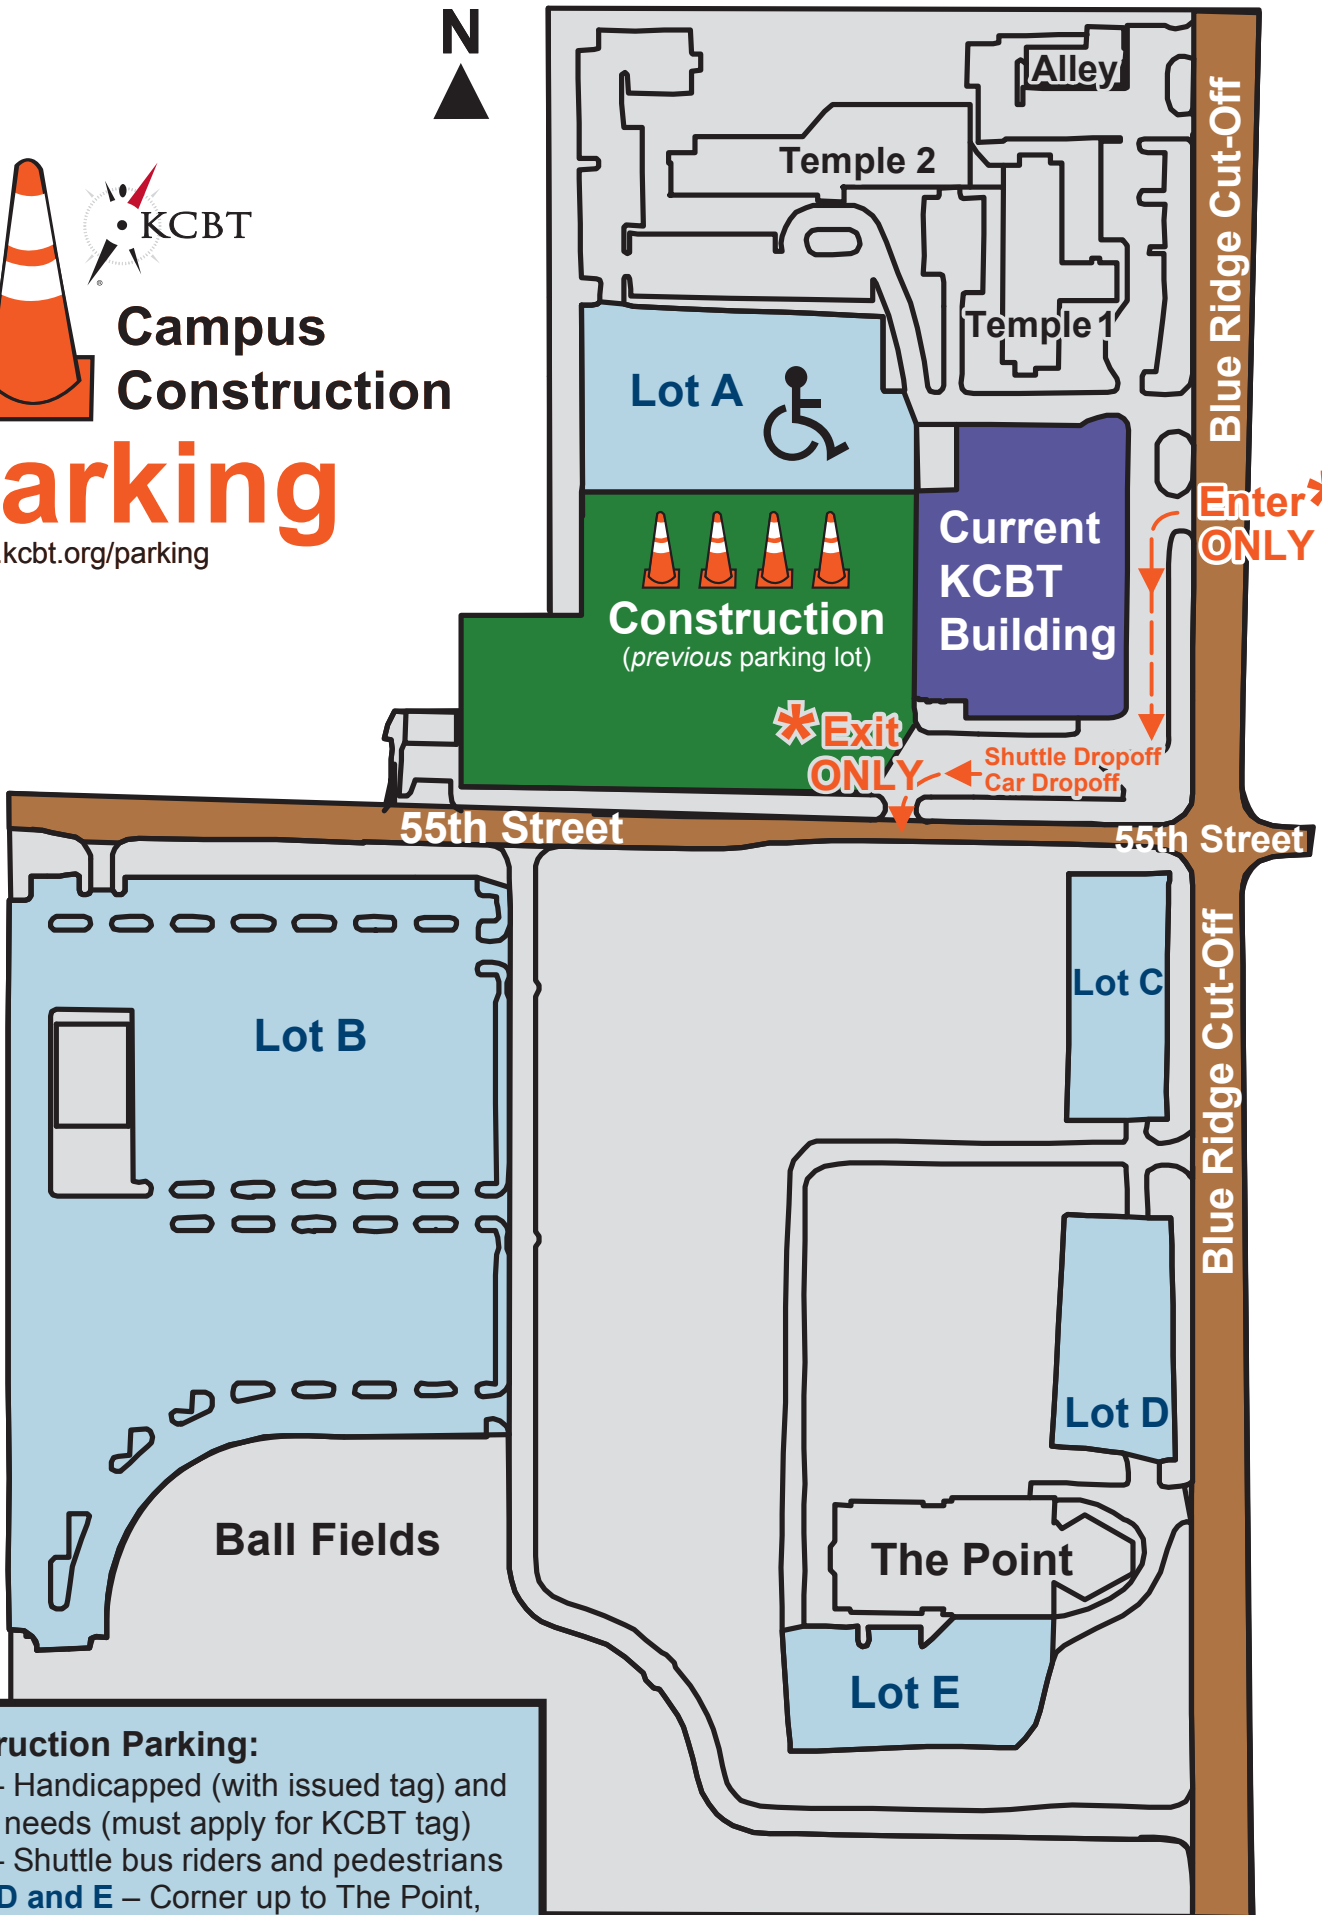 N
KCBT
Campus
Construction
arking
.kcbt.org/parking
Alley
Temple 2
Temple 1
Blue Ridge Cut-Off
Lot A
Current
KCBT
Building
Enter*
ONLY
Construction
(previous parking lot)
*Exit
ONLY
Shuttle Dropoff
Car Dropoff
55th Street
55th Street
Lot B
Lot C
Blue Ridge Cut-Off
Lot D
Ball Fields
The Point
Lot E
ruction Parking:
– Handicapped (with issued tag) and
needs (must apply for KCBT tag)
– Shuttle bus riders and pedestrians
D and E – Corner up to The Point,